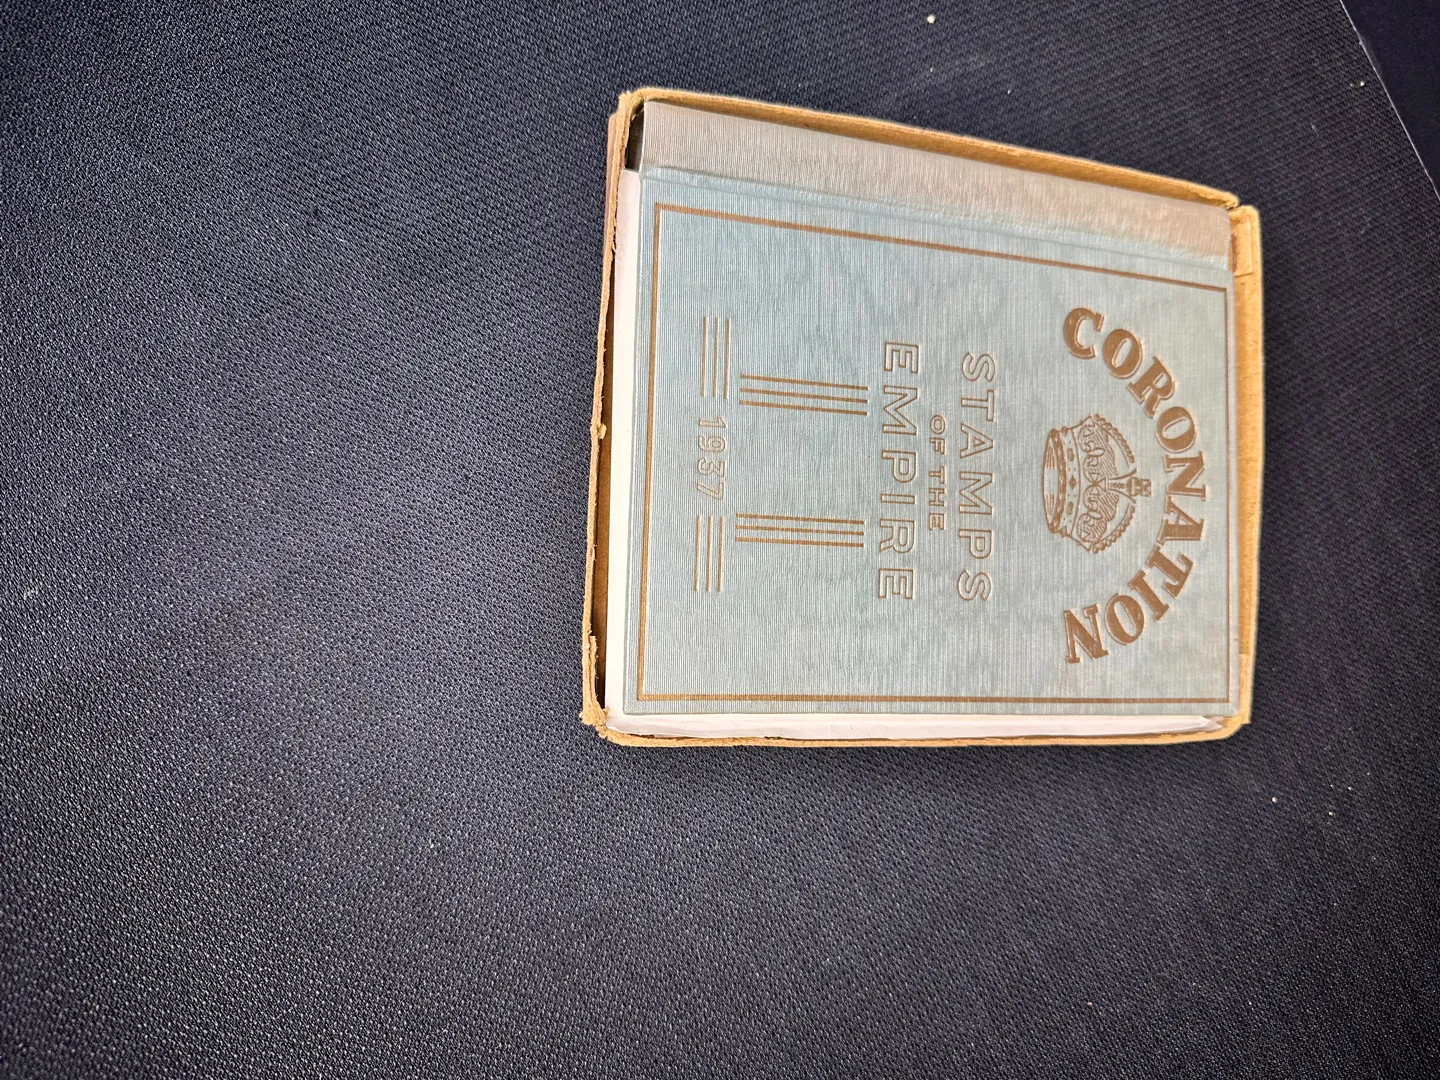 CORONATION
STAMPS
OF THE
EMPIRE
1937